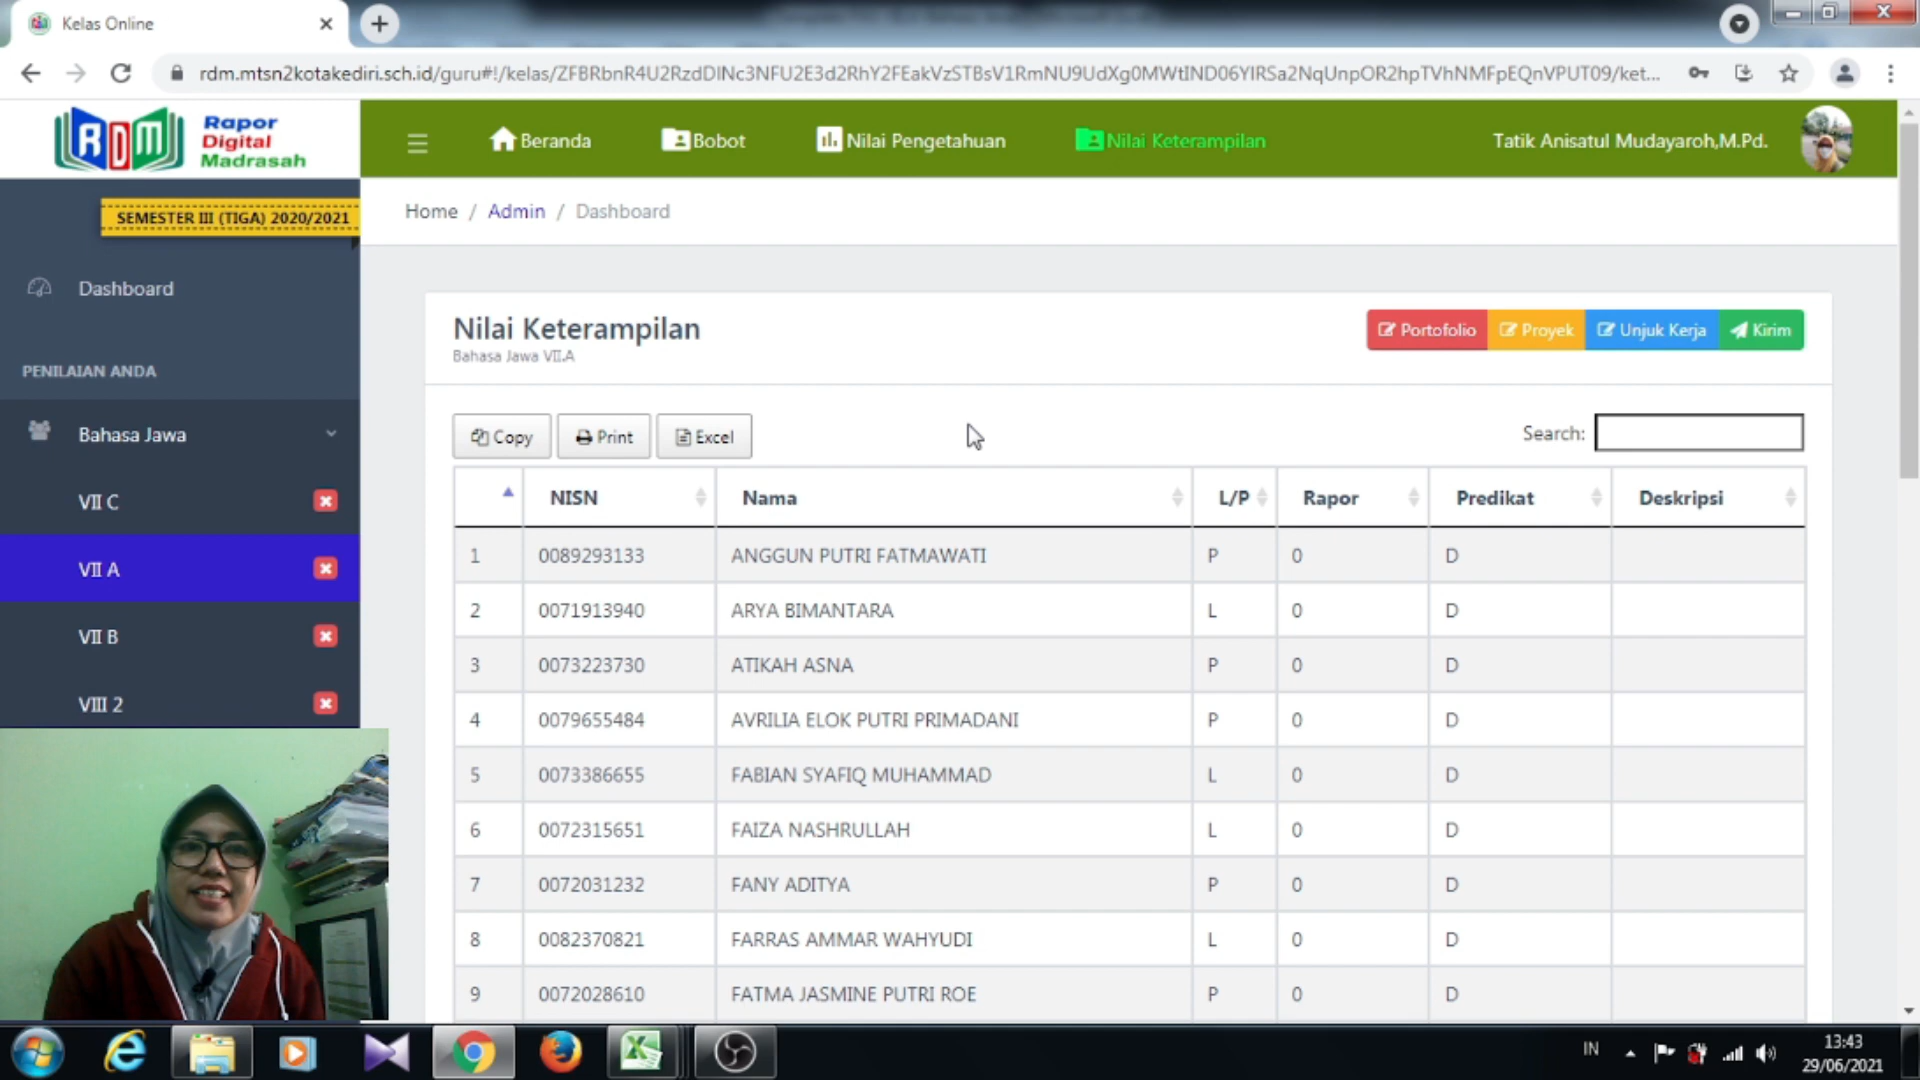 Kelas Online
rdm.mtsn2kotakediri.sch.id/guru#!/kelas/
RDM Rapor Digital Madrasah
Beranda
Bobot
Nilai Pengetahuan
Nilai Keterampilan
Tatik Anisatul Mudayaroh,M.Pd.
SEMESTER III (TIGA) 2020/2021
Home / Admin / Dashboard
Dashboard
PENILAIAN ANDA
Bahasa Jawa
VII C
VII A
VII B
VIII 2
Nilai Keterampilan
Bahasa Jawa VII.A
Portofolio
Proyek
Unjuk Kerja
Kirim
Copy
Print
Excel
Search:
NISN Nama L/P Rapor Predikat Deskripsi
1 0089293133 ANGGUN PUTRI FATMAWATI P 0 D
2 0071913940 ARYA BIMANTARA L 0 D
3 0073223730 ATIKAH ASNA P 0 D
4 0079655484 AVRILIA ELOK PUTRI PRIMADANI P 0 D
5 0073386655 FABIAN SYAFIQ MUHAMMAD L 0 D
6 0072315651 FAIZA NASHRULLAH L 0 D
7 0072031232 FANY ADITYA P 0 D
8 0082370821 FARRAS AMMAR WAHYUDI L 0 D
9 0072028610 FATMA JASMINE PUTRI ROE P 0 D
IN
13:43
29/06/2021